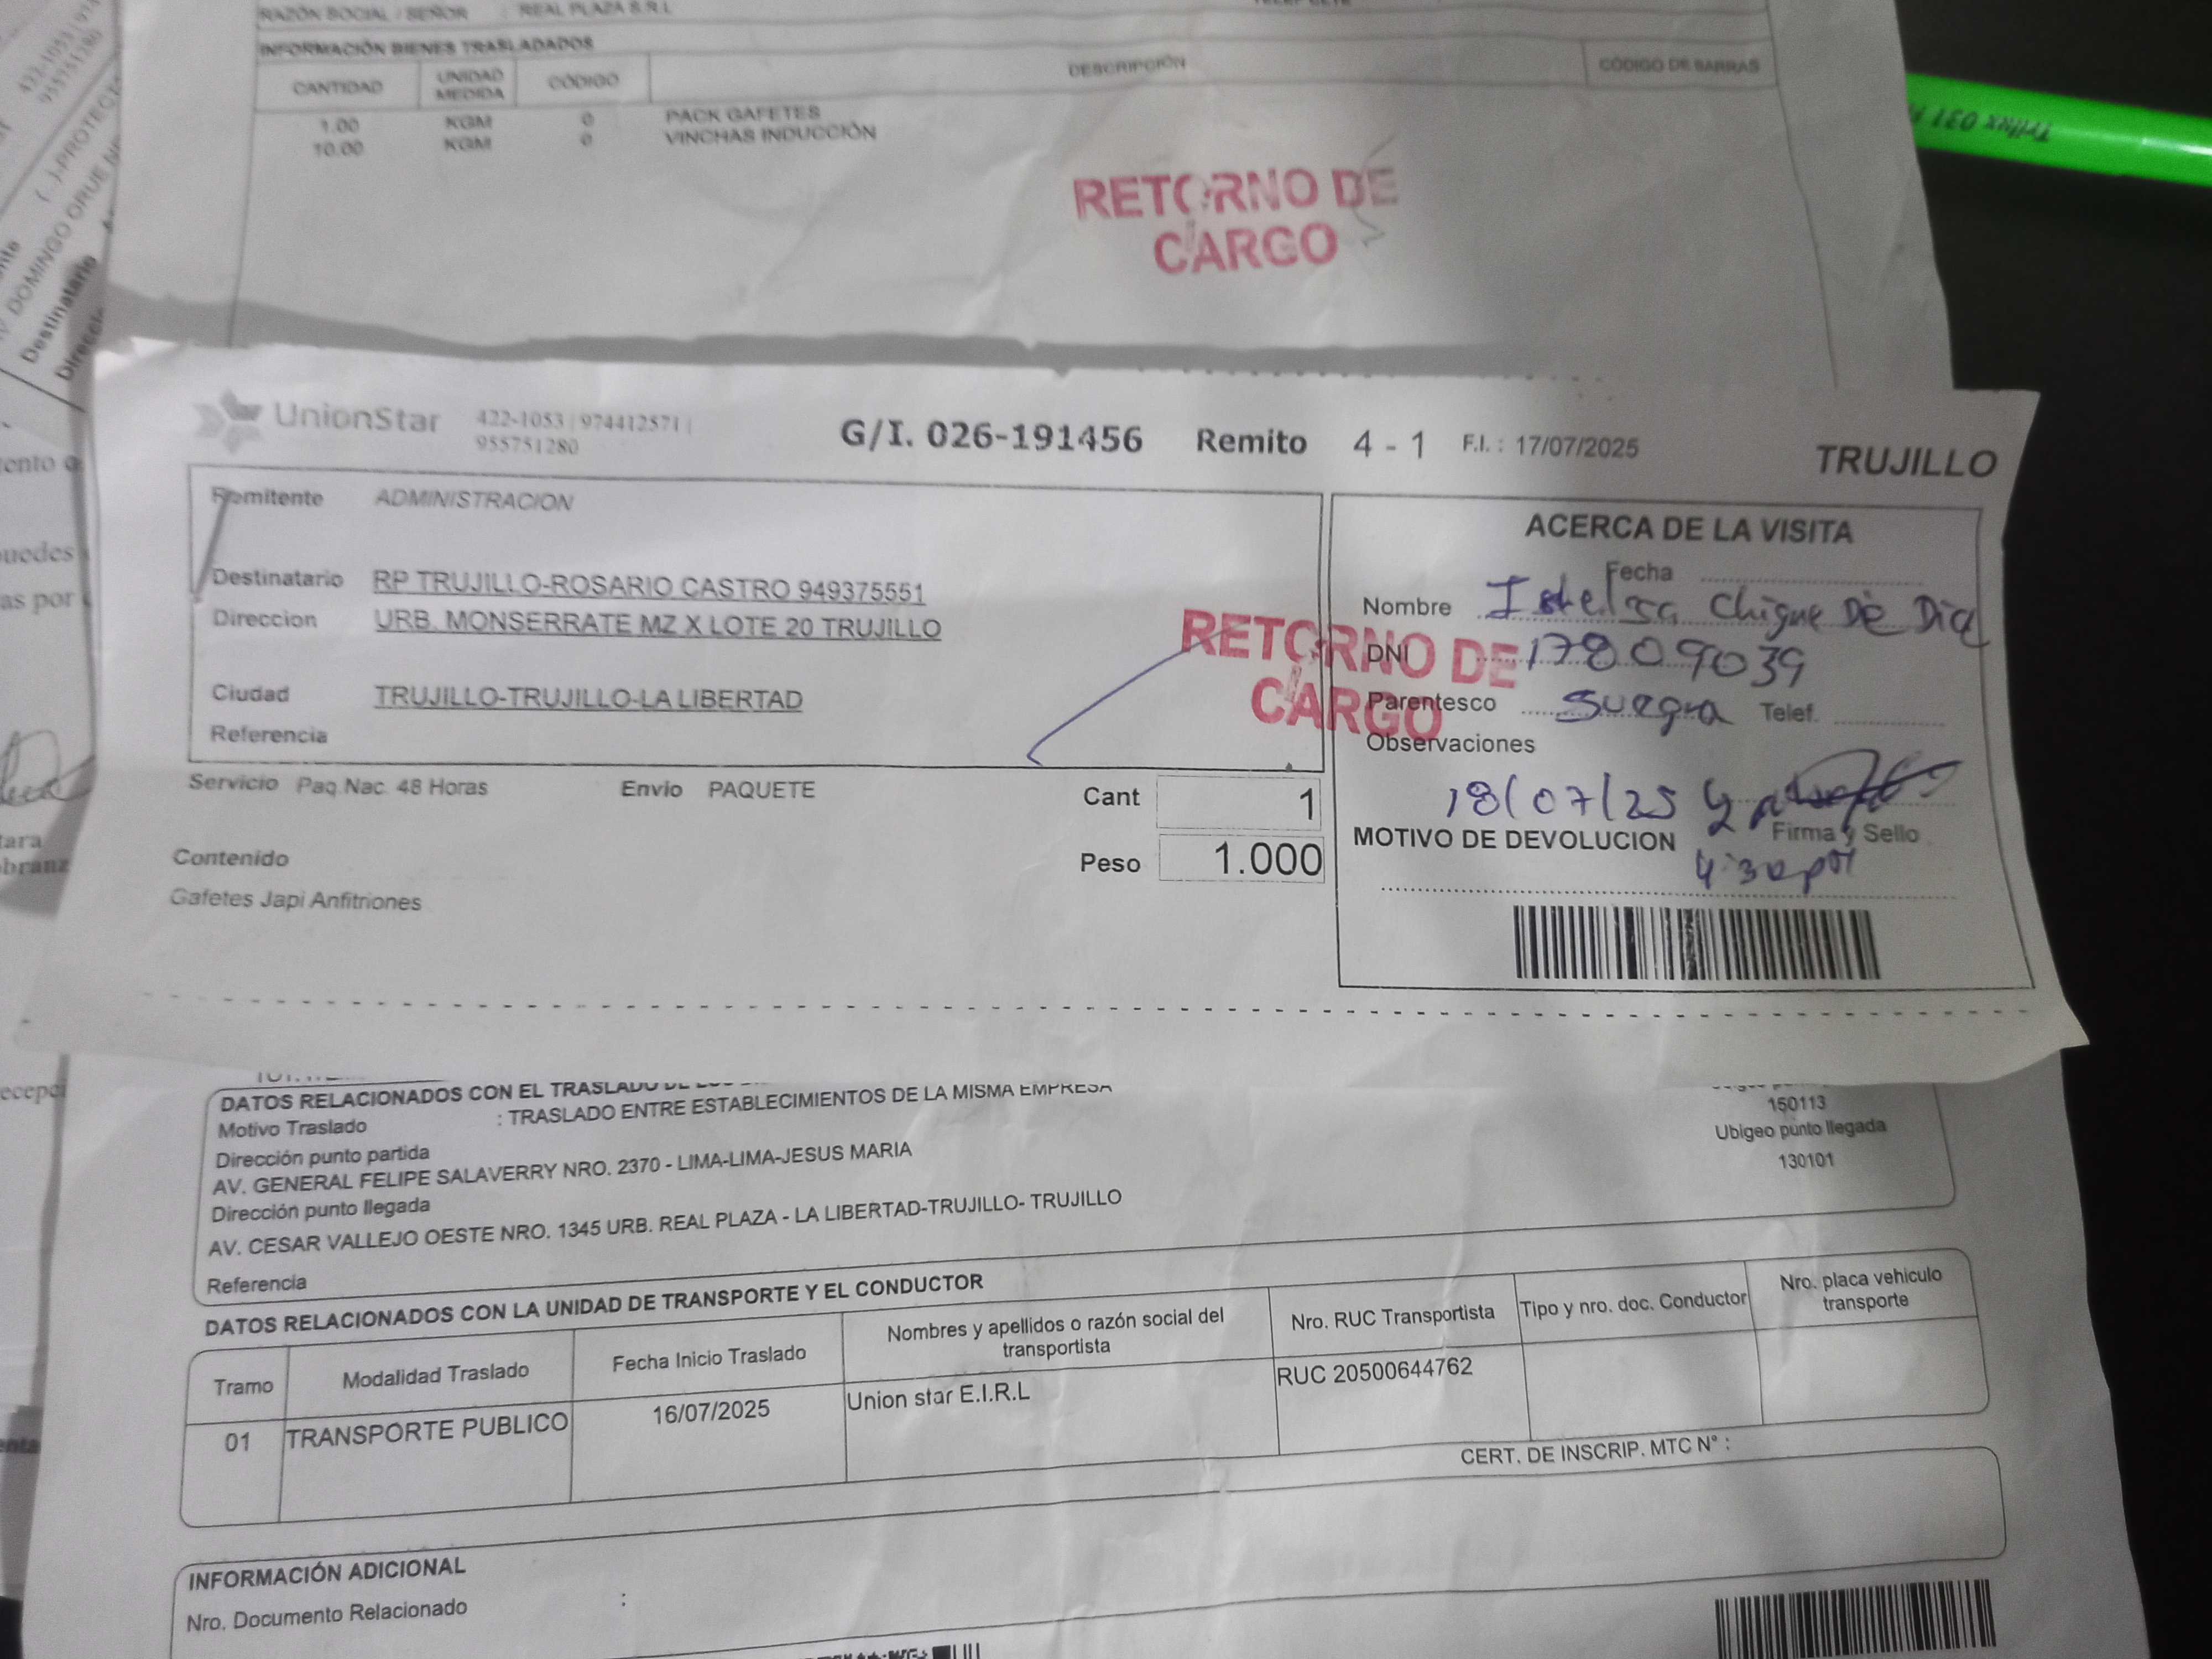 RAZÓN SOCIAL / SEÑOR : REAL PLAZA S.R.L
INFORMACIÓN BIENES TRASLADADOS
CANTIDAD UNIDAD MEDIDA CÓDIGO DESCRIPCIÓN CÓDIGO DE BARRAS
1.00 KGM 0 PACK GAFETES
10.00 KGM 0 VINCHAS INDUCCIÓN
RETORNO DE
CARGO
Trilux 031
422-1053
955751280
DOMINGO ORUE
Destinatario
UnionStar 422-1053 | 974412571 |
955751280
G/I. 026-191456 Remito 4 - 1 F.I. : 17/07/2025 TRUJILLO
Remitente ADMINISTRACION
Destinatario RP TRUJILLO-ROSARIO CASTRO 949375551
Direccion URB. MONSERRATE MZ X LOTE 20 TRUJILLO
Ciudad TRUJILLO-TRUJILLO-LA LIBERTAD
Referencia
Servicio Paq.Nac. 48 Horas Envio PAQUETE Cant 1
Contenido Peso 1.000
Gafetes Japi Anfitriones
RETORNO DE
CARGO
ACERCA DE LA VISITA
Fecha
Nombre Chigne De
DNI 17809039
Parentesco Suegra Telef.
Observaciones
18/07/25
Firma y Sello
MOTIVO DE DEVOLUCION
DATOS RELACIONADOS CON EL TRASLADO
Motivo Traslado : TRASLADO ENTRE ESTABLECIMIENTOS DE LA MISMA EMPRESA
Dirección punto partida
AV. GENERAL FELIPE SALAVERRY NRO. 2370 - LIMA-LIMA-JESUS MARIA
150113
Dirección punto llegada
Ubigeo punto llegada
AV. CESAR VALLEJO OESTE NRO. 1345 URB. REAL PLAZA - LA LIBERTAD-TRUJILLO- TRUJILLO
130101
Referencia
DATOS RELACIONADOS CON LA UNIDAD DE TRANSPORTE Y EL CONDUCTOR
Tramo Modalidad Traslado Fecha Inicio Traslado Nombres y apellidos o razón social del transportista Nro. RUC Transportista Tipo y nro. doc. Conductor Nro. placa vehiculo transporte
01 TRANSPORTE PUBLICO 16/07/2025 Union star E.I.R.L RUC 20500644762
CERT. DE INSCRIP. MTC N° :
INFORMACIÓN ADICIONAL
Nro. Documento Relacionado :